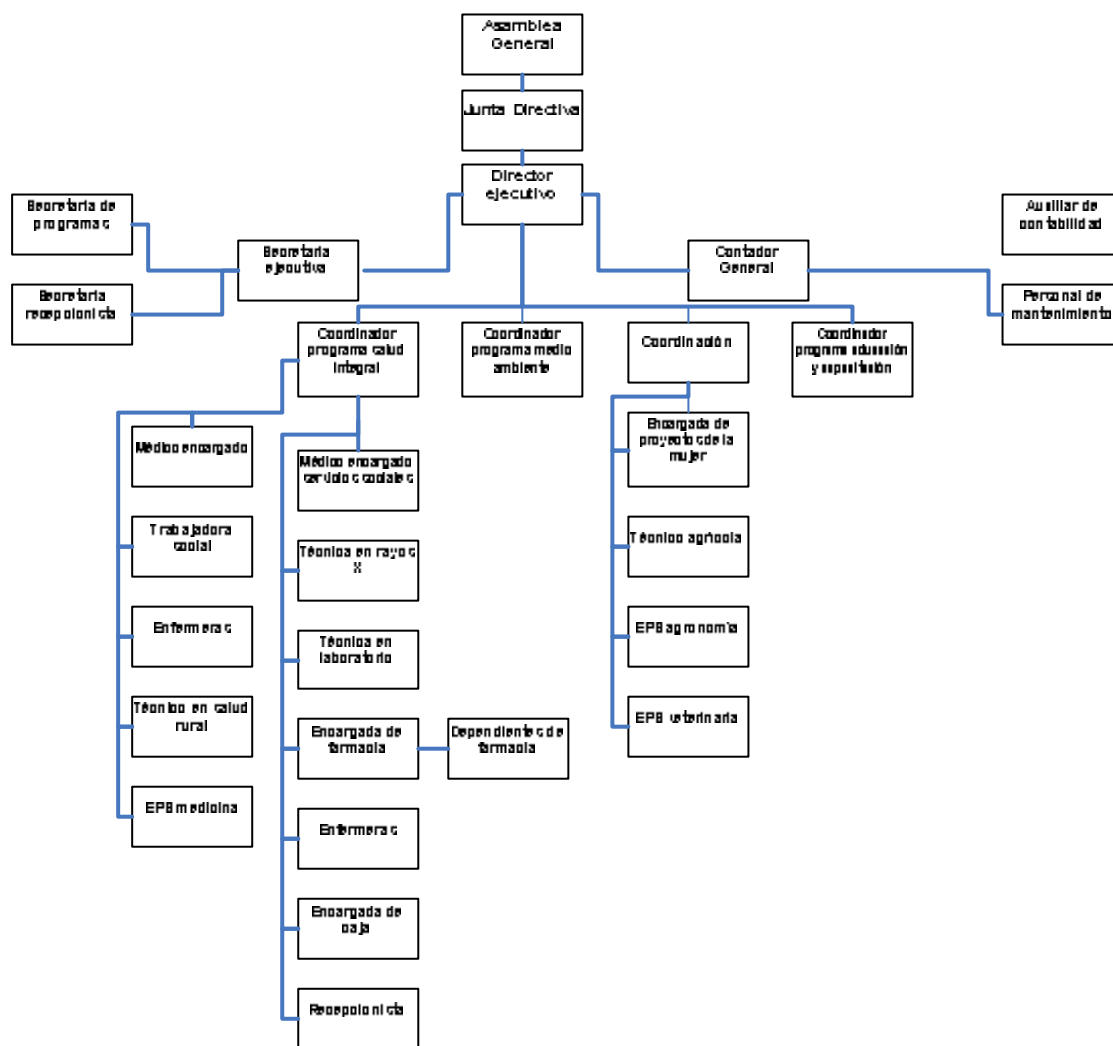 Asamblea
General
Junta Directiva
Director
ejecutivo
Secretaria de
programas
Auxiliar de
contabilidad
Secretaria
ejecutiva
Contador
General
Secretaria
recepcionista
Personal de
mantenimiento
Coordinador
programa salud
integral
Coordinador
programa medio
ambiente
Coordinación
Coordinador
programa educación
y capacitación
Médico encargado
Médico encargado
servicios sociales
Encargada de
proyectos de la
mujer
Trabajadora
social
Técnica en rayos
X
Técnico agrícola
Enfermeras
Técnica en
laboratorio
EPS agronomía
Técnico en salud
rural
Encargada de
farmacia
Dependientes de
farmacia
EPS veterinaria
EPS medicina
Enfermeras
Encargada de
caja
Recepcionista